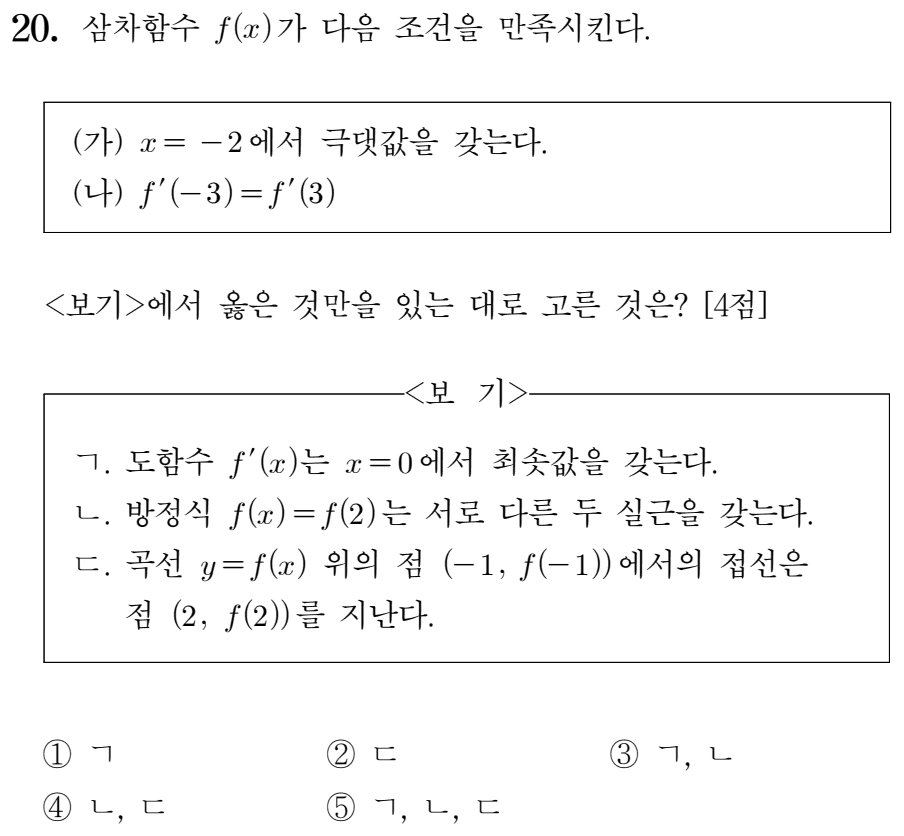 20. 삼차함수 f(x)가 다음 조건을 만족시킨다.
(가) x = -2에서 극댓값을 갖는다.
(나) f′(-3) = f′(3)
<보기>에서 옳은 것만을 있는 대로 고른 것은? [4점]
<보 기>
ㄱ. 도함수 f′(x)는 x = 0에서 최솟값을 갖는다.
ㄴ. 방정식 f(x) = f(2)는 서로 다른 두 실근을 갖는다.
ㄷ. 곡선 y = f(x) 위의 점 (-1, f(-1))에서의 접선은
점 (2, f(2))를 지난다.
① ㄱ ② ㄷ ③ ㄱ, ㄴ
④ ㄴ, ㄷ ⑤ ㄱ, ㄴ, ㄷ